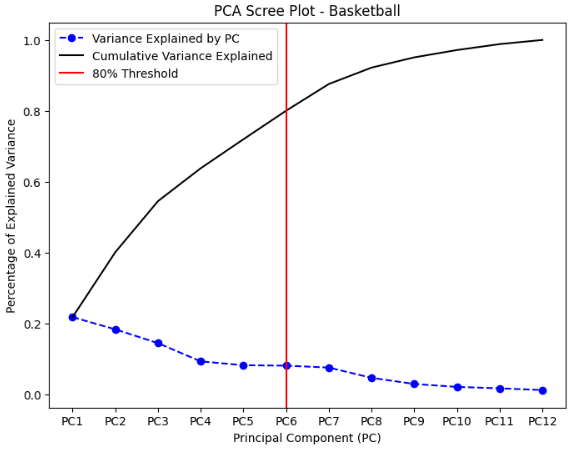 PCA Scree Plot - Basketball
Variance Explained by PC
Cumulative Variance Explained
80% Threshold
Percentage of Explained Variance
1.0
0.8
0.6
0.4
0.2
0.0
PC1 PC2 PC3 PC4 PC5 PC6 PC7 PC8 PC9 PC10 PC11 PC12
Principal Component (PC)